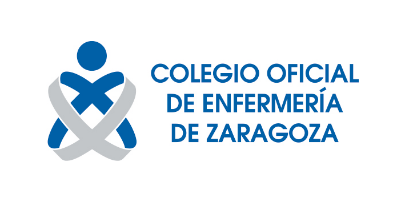 COLEGIO OFICIAL
DE ENFERMERÍA
DE ZARAGOZA